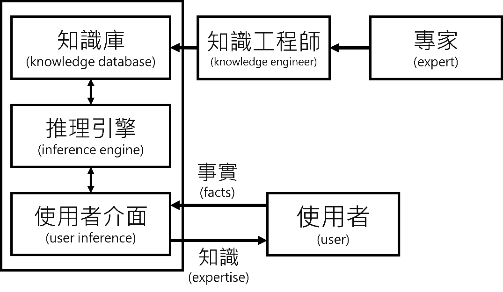 知識庫
(knowledge database)
知識工程師
(knowledge engineer)
專家
(expert)
推理引擎
(inference engine)
事實
(facts)
使用者介面
(user inference)
使用者
(user)
知識
(expertise)